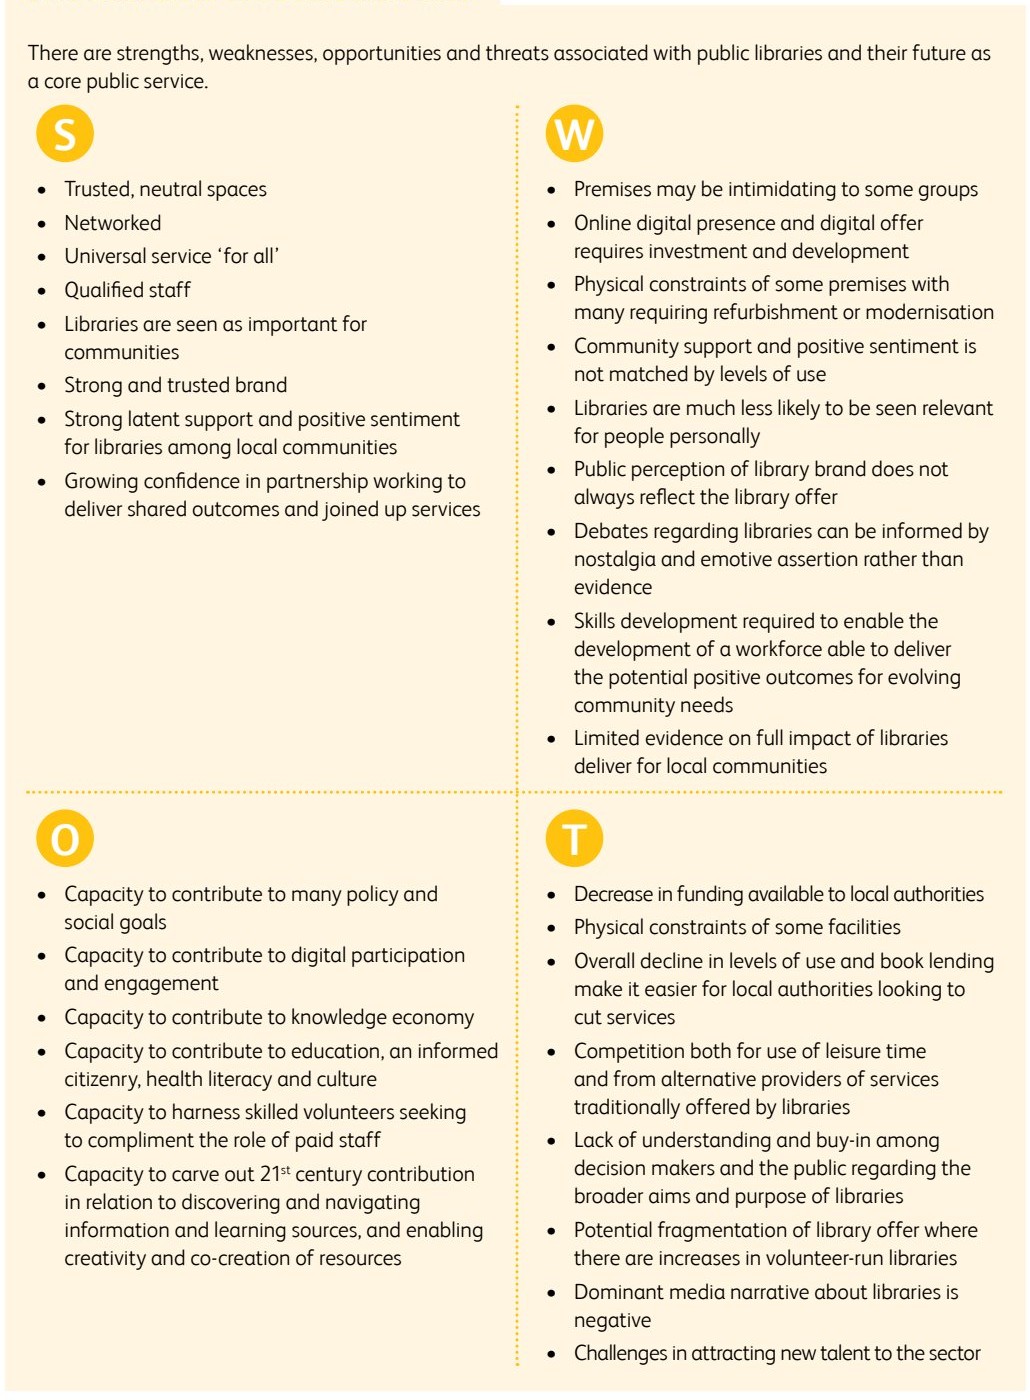 There are strengths, weaknesses, opportunities and threats associated with public libraries and their future as
a core public service.
S
• Trusted, neutral spaces
• Networked
• Universal service ‘for all’
• Qualified staff
• Libraries are seen as important for
communities
• Strong and trusted brand
• Strong latent support and positive sentiment
for libraries among local communities
• Growing confidence in partnership working to
deliver shared outcomes and joined up services
W
• Premises may be intimidating to some groups
• Online digital presence and digital offer
requires investment and development
• Physical constraints of some premises with
many requiring refurbishment or modernisation
• Community support and positive sentiment is
not matched by levels of use
• Libraries are much less likely to be seen relevant
for people personally
• Public perception of library brand does not
always reflect the library offer
• Debates regarding libraries can be informed by
nostalgia and emotive assertion rather than
evidence
• Skills development required to enable the
development of a workforce able to deliver
the potential positive outcomes for evolving
community needs
• Limited evidence on full impact of libraries
deliver for local communities
O
• Capacity to contribute to many policy and
social goals
• Capacity to contribute to digital participation
and engagement
• Capacity to contribute to knowledge economy
• Capacity to contribute to education, an informed
citizenry, health literacy and culture
• Capacity to harness skilled volunteers seeking
to compliment the role of paid staff
• Capacity to carve out 21st century contribution
in relation to discovering and navigating
information and learning sources, and enabling
creativity and co-creation of resources
T
• Decrease in funding available to local authorities
• Physical constraints of some facilities
• Overall decline in levels of use and book lending
make it easier for local authorities looking to
cut services
• Competition both for use of leisure time
and from alternative providers of services
traditionally offered by libraries
• Lack of understanding and buy-in among
decision makers and the public regarding the
broader aims and purpose of libraries
• Potential fragmentation of library offer where
there are increases in volunteer-run libraries
• Dominant media narrative about libraries is
negative
• Challenges in attracting new talent to the sector